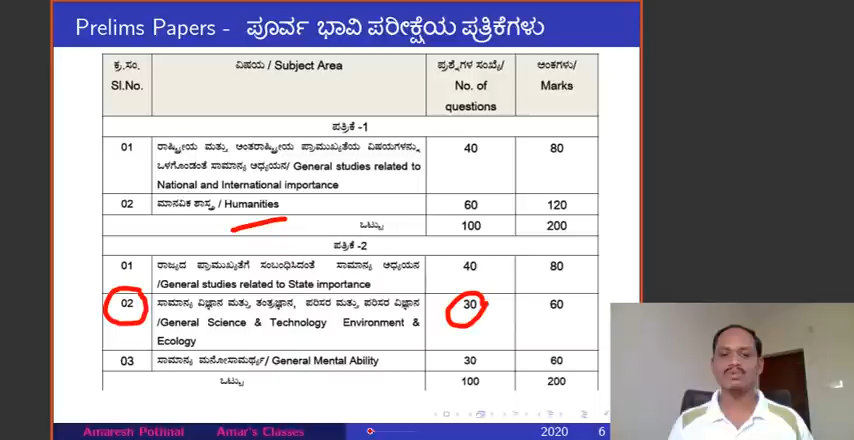 Prelims Papers - ಪೂರ್ವ ಭಾವಿ ಪರೀಕ್ಷೆಯ ಪತ್ರಿಕೆಗಳು
ಕ್ರ.ಸಂ. ವಿಷಯ / Subject Area ಪ್ರಶ್ನೆಗಳ ಸಂಖ್ಯೆ/ ಅಂಕಗಳು/
Sl.No. No. of Marks
questions
ಪತ್ರಿಕೆ -1
01 ರಾಷ್ಟ್ರೀಯ ಮತ್ತು ಅಂತರಾಷ್ಟ್ರೀಯ ಪ್ರಾಮುಖ್ಯತೆಯ ವಿಷಯಗಳನ್ನು 40 80
ಒಳಗೊಂಡಂತೆ ಸಾಮಾನ್ಯ ಅಧ್ಯಯನ/ General studies related to
National and International importance
02 ಮಾನವಿಕ ಶಾಸ್ತ್ರ / Humanities 60 120
ಒಟ್ಟು 100 200
ಪತ್ರಿಕೆ -2
01 ರಾಜ್ಯದ ಪ್ರಾಮುಖ್ಯತೆಗೆ ಸಂಬಂಧಿಸಿದಂತೆ ಸಾಮಾನ್ಯ ಅಧ್ಯಯನ 40 80
/General studies related to State importance
02 ಸಾಮಾನ್ಯ ವಿಜ್ಞಾನ ಮತ್ತು ತಂತ್ರಜ್ಞಾನ, ಪರಿಸರ ಮತ್ತು ಪರಿಸರ ವಿಜ್ಞಾನ 30 60
/General Science & Technology Environment &
Ecology
03 ಸಾಮಾನ್ಯ ಮನೋಸಾಮರ್ಥ್ಯ/ General Mental Ability 30 60
ಒಟ್ಟು 100 200
Amaresh Pothnal Amar's Classes 2020 6